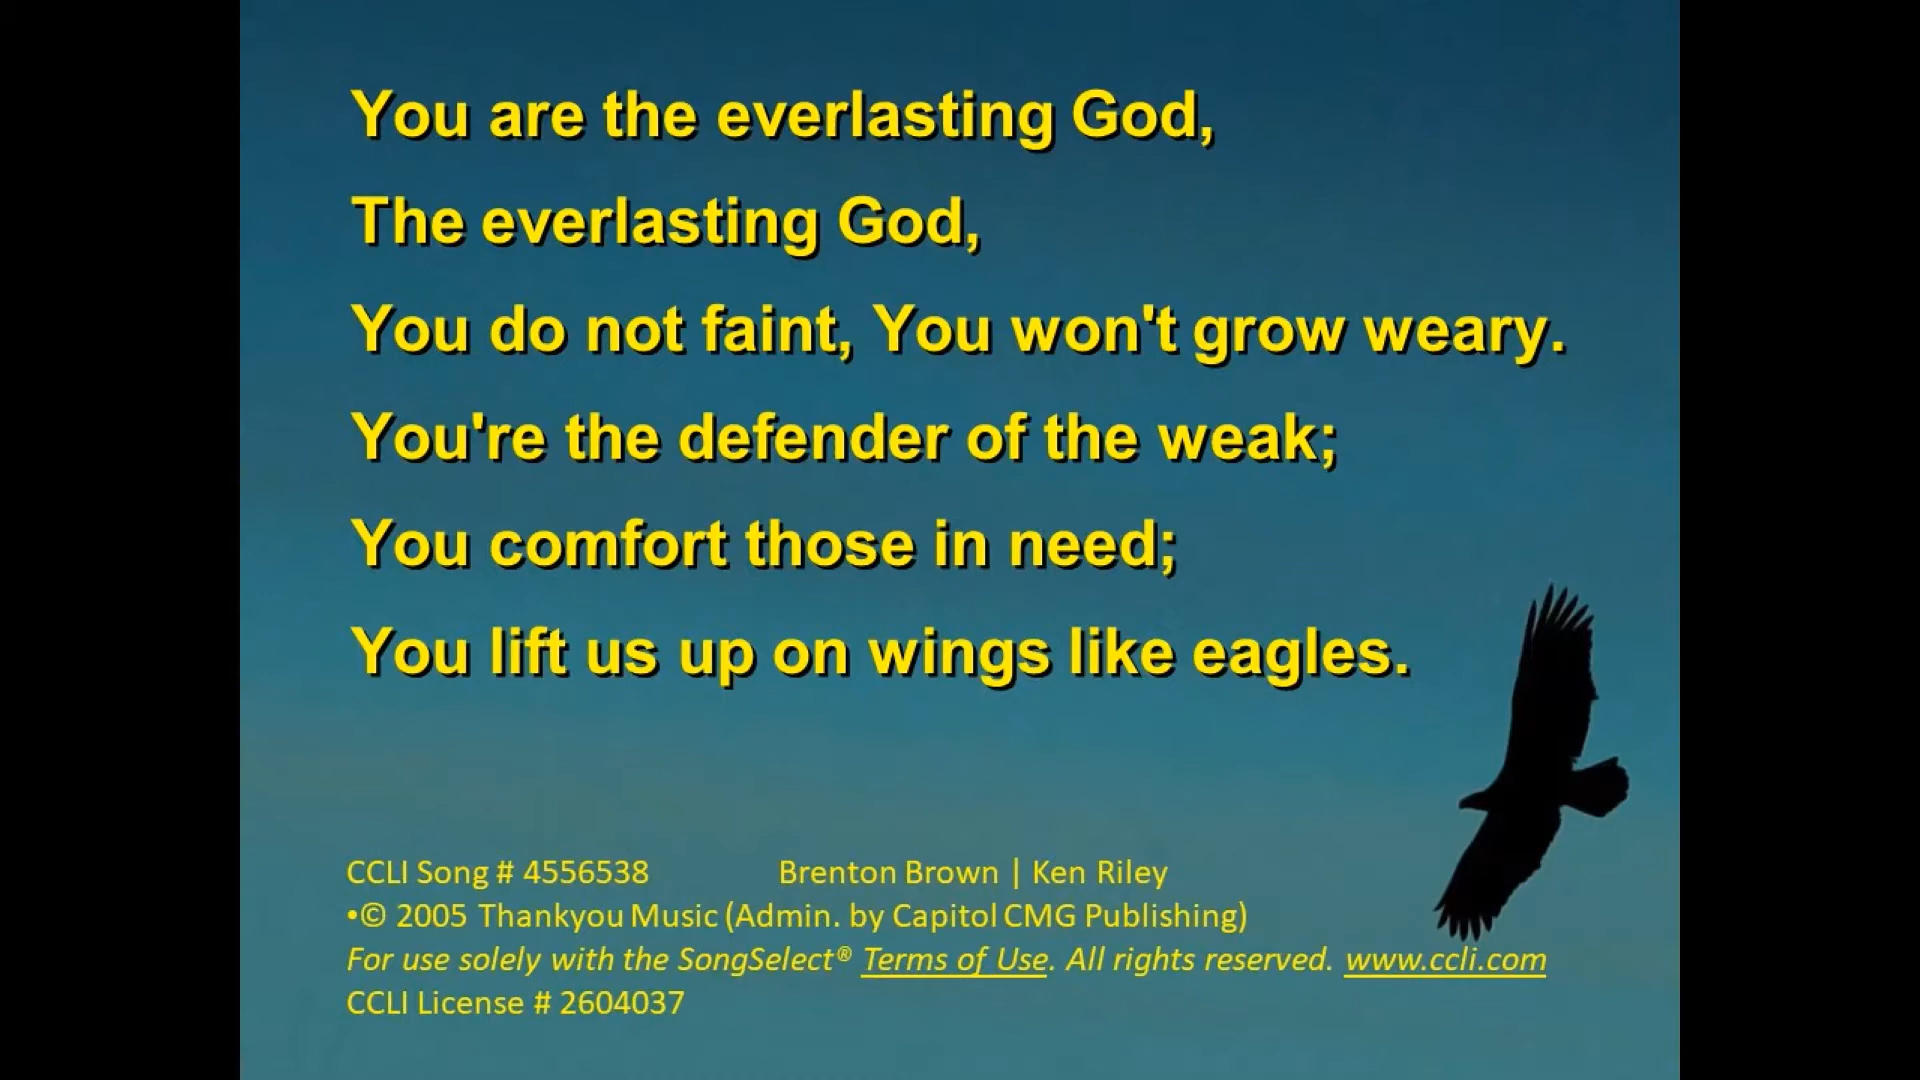 You are the everlasting God,
The everlasting God,
You do not faint, You won't grow weary.
You're the defender of the weak;
You comfort those in need;
You lift us up on wings like eagles.
CCLI Song # 4556538 Brenton Brown | Ken Riley
•© 2005 Thankyou Music (Admin. by Capitol CMG Publishing)
For use solely with the SongSelect® Terms of Use. All rights reserved. www.ccli.com
CCLI License # 2604037